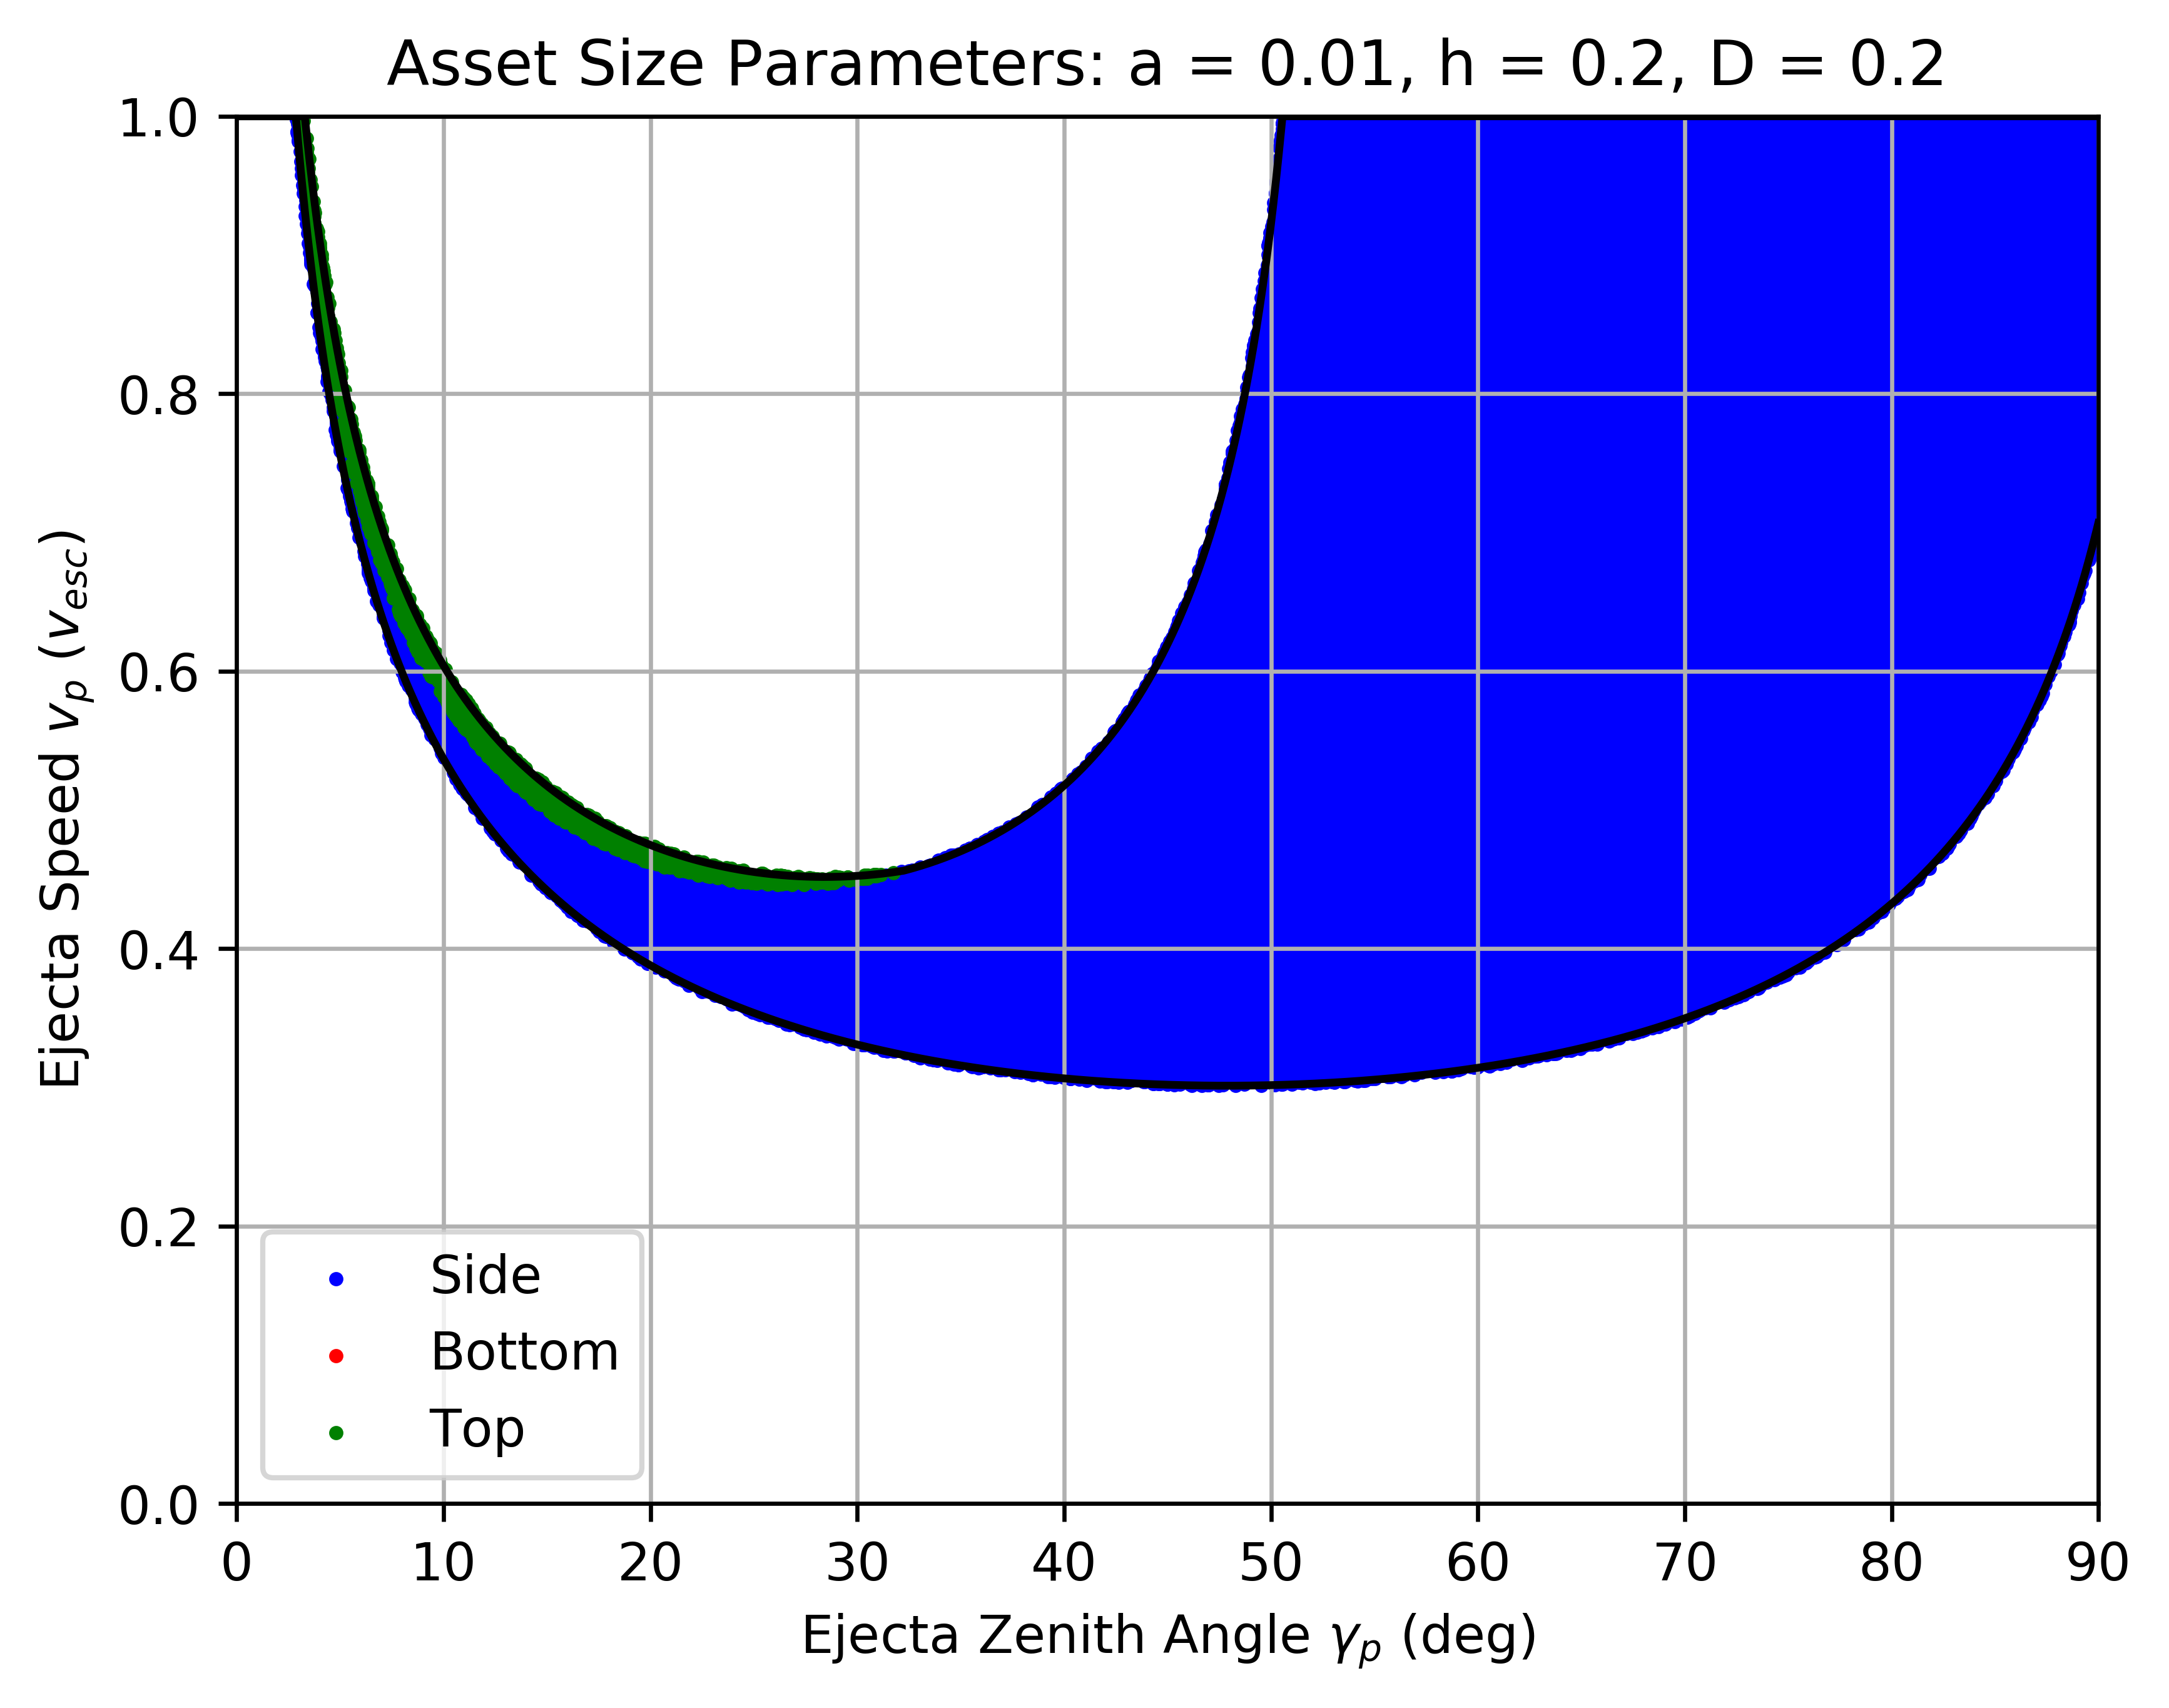 Asset Size Parameters: a = 0.01, h = 0.2, D = 0.2
1.0
0.8
0.6
0.4
0.2
0.0
Ejecta Speed v_p (v_esc)
Side
Bottom
Top
0 10 20 30 40 50 60 70 80 90
Ejecta Zenith Angle γ_p (deg)